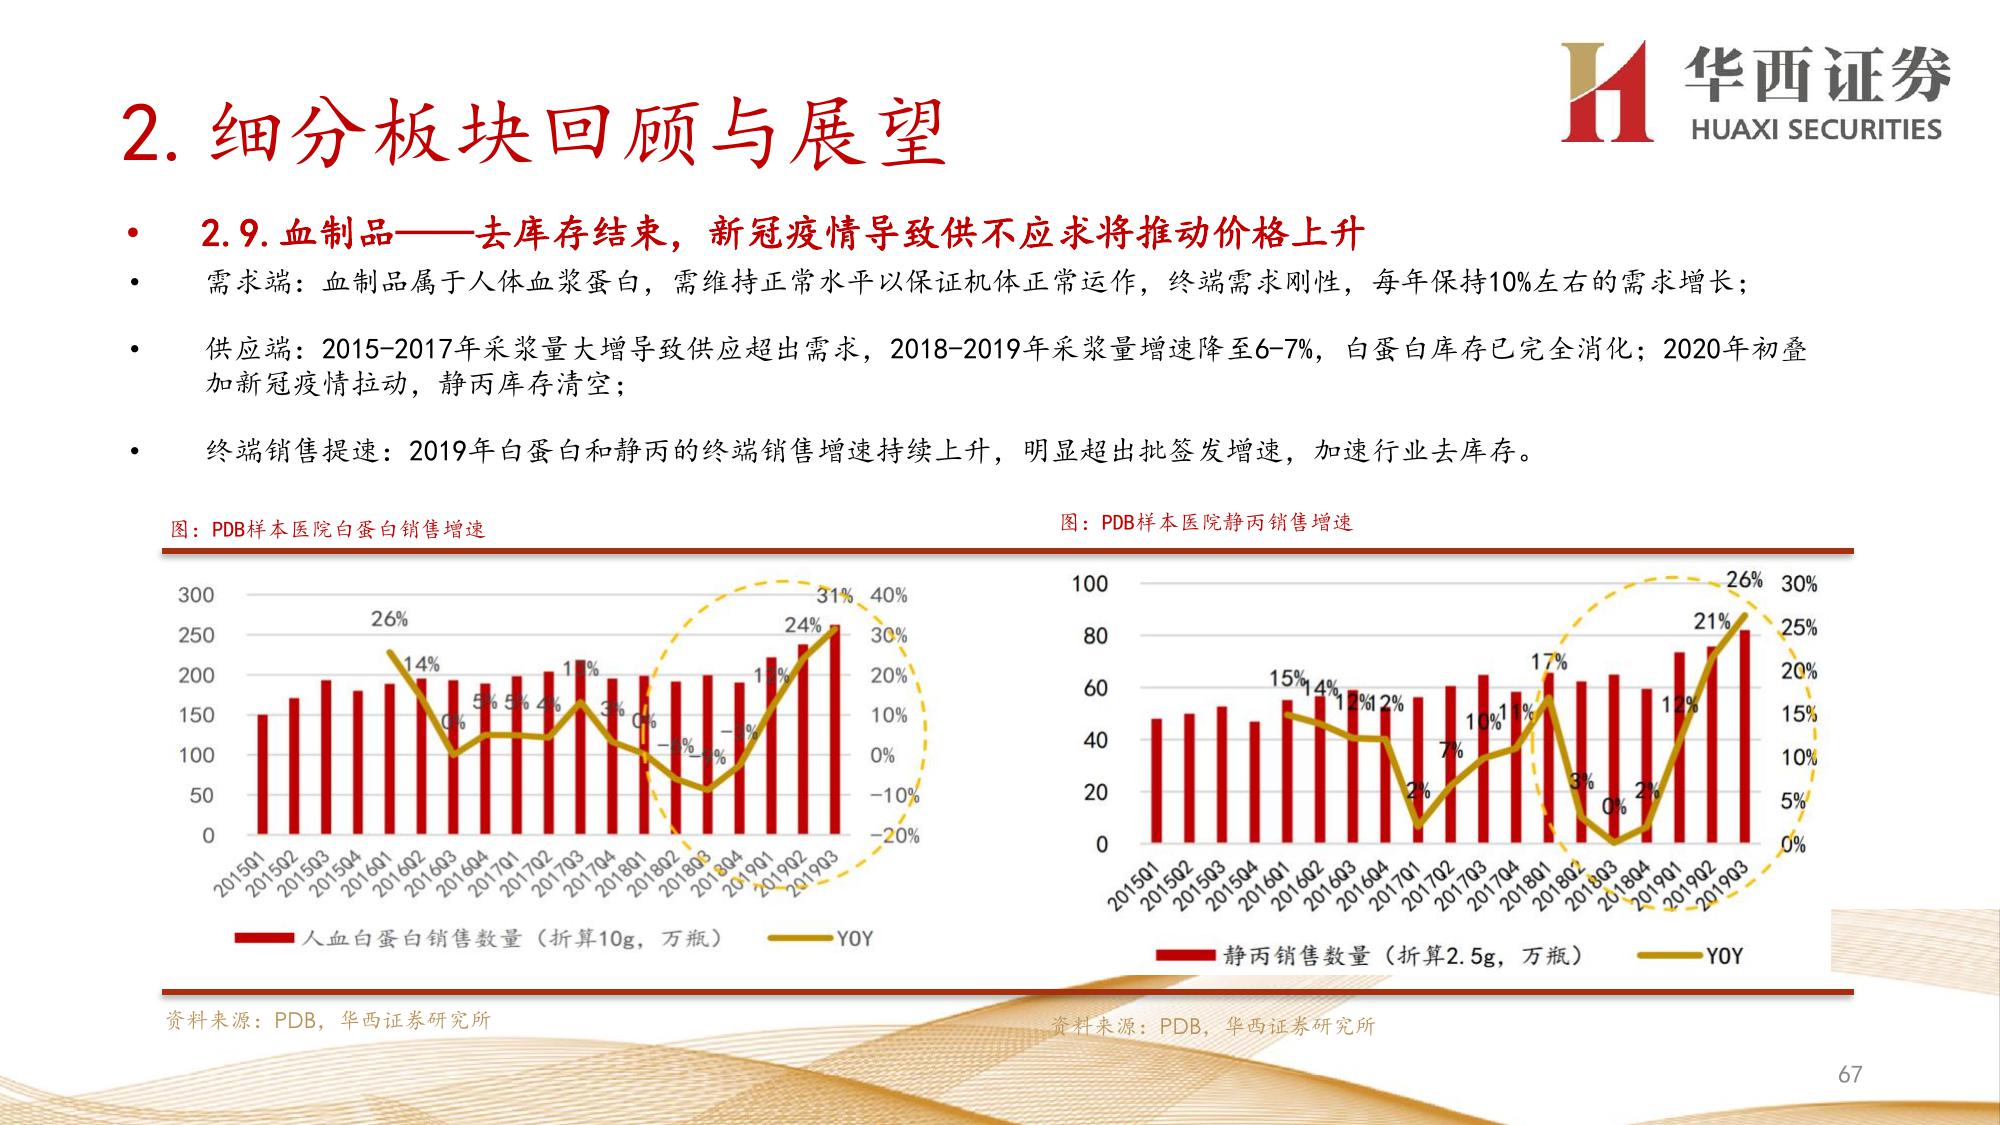 华西证券
HUAXI SECURITIES
2. 细分板块回顾与展望
• 2.9. 血制品——去库存结束，新冠疫情导致供不应求将推动价格上升
• 需求端：血制品属于人体血浆蛋白，需维持正常水平以保证机体正常运作，终端需求刚性，每年保持10%左右的需求增长；
• 供应端：2015-2017年采浆量大增导致供应超出需求，2018-2019年采浆量增速降至6-7%，白蛋白库存已完全消化；2020年初叠
加新冠疫情拉动，静丙库存清空；
• 终端销售提速：2019年白蛋白和静丙的终端销售增速持续上升，明显超出批签发增速，加速行业去库存。
图：PDB样本医院白蛋白销售增速
300
250
200
150
100
50
0
26%
14%
0%
5%
5%
4%
3%
0%
24%
31%
40%
30%
20%
10%
0%
-10%
-20%
2015Q1
2015Q2
2015Q3
2015Q4
2016Q1
2016Q2
2016Q3
2016Q4
2017Q1
2017Q2
2017Q3
2017Q4
2018Q1
2018Q2
2018Q3
2018Q4
2019Q1
2019Q2
2019Q3
人血白蛋白销售数量（折算10g，万瓶）
YOY
图：PDB样本医院静丙销售增速
100
80
60
40
20
0
15%
14%
12%
12%
2%
7%
10%
11%
17%
3%
0%
2%
12%
21%
26%
30%
25%
20%
15%
10%
5%
0%
2015Q1
2015Q2
2015Q3
2015Q4
2016Q1
2016Q2
2016Q3
2016Q4
2017Q1
2017Q2
2017Q3
2017Q4
2018Q1
2018Q2
2018Q3
2018Q4
2019Q1
2019Q2
2019Q3
静丙销售数量（折算2.5g，万瓶）
YOY
资料来源：PDB，华西证券研究所
资料来源：PDB，华西证券研究所
67